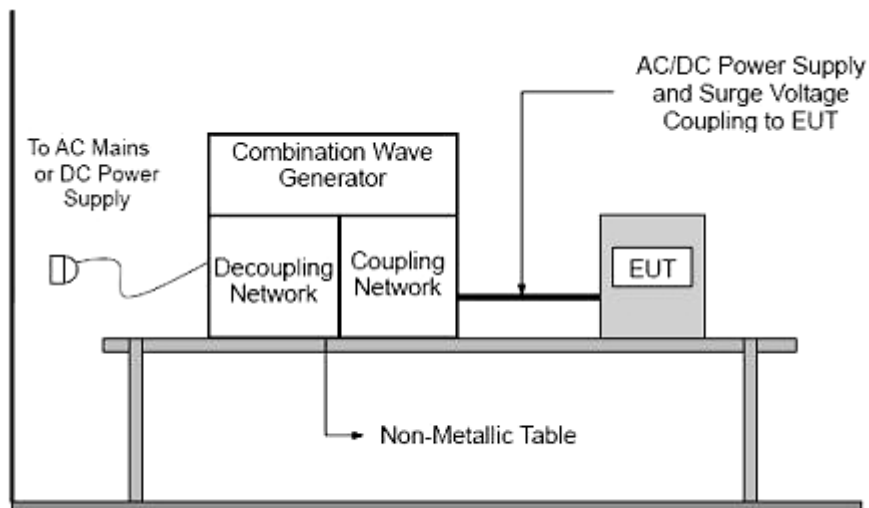 AC/DC Power Supply
and Surge Voltage
Coupling to EUT
To AC Mains
or DC Power
Supply
Combination Wave
Generator
Decoupling
Network
Coupling
Network
EUT
Non-Metallic Table